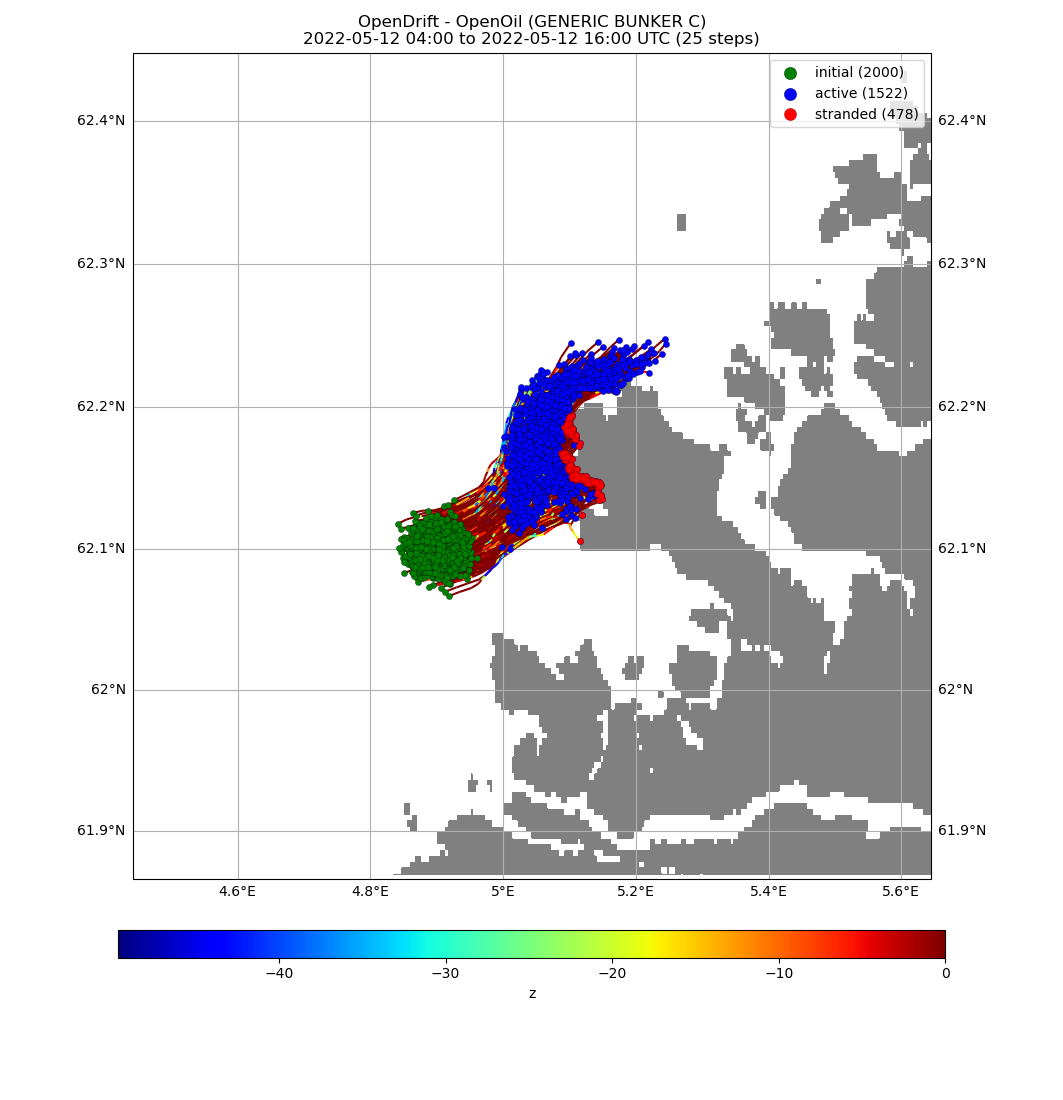 OpenDrift - OpenOil (GENERIC BUNKER C)
2022-05-12 04:00 to 2022-05-12 16:00 UTC (25 steps)
initial (2000)
active (1522)
stranded (478)
62.4°N 62.4°N
62.3°N 62.3°N
62.2°N 62.2°N
62.1°N 62.1°N
62°N 62°N
61.9°N 61.9°N
4.6°E 4.8°E 5°E 5.2°E 5.4°E 5.6°E
−40 −30 −20 −10 0
z